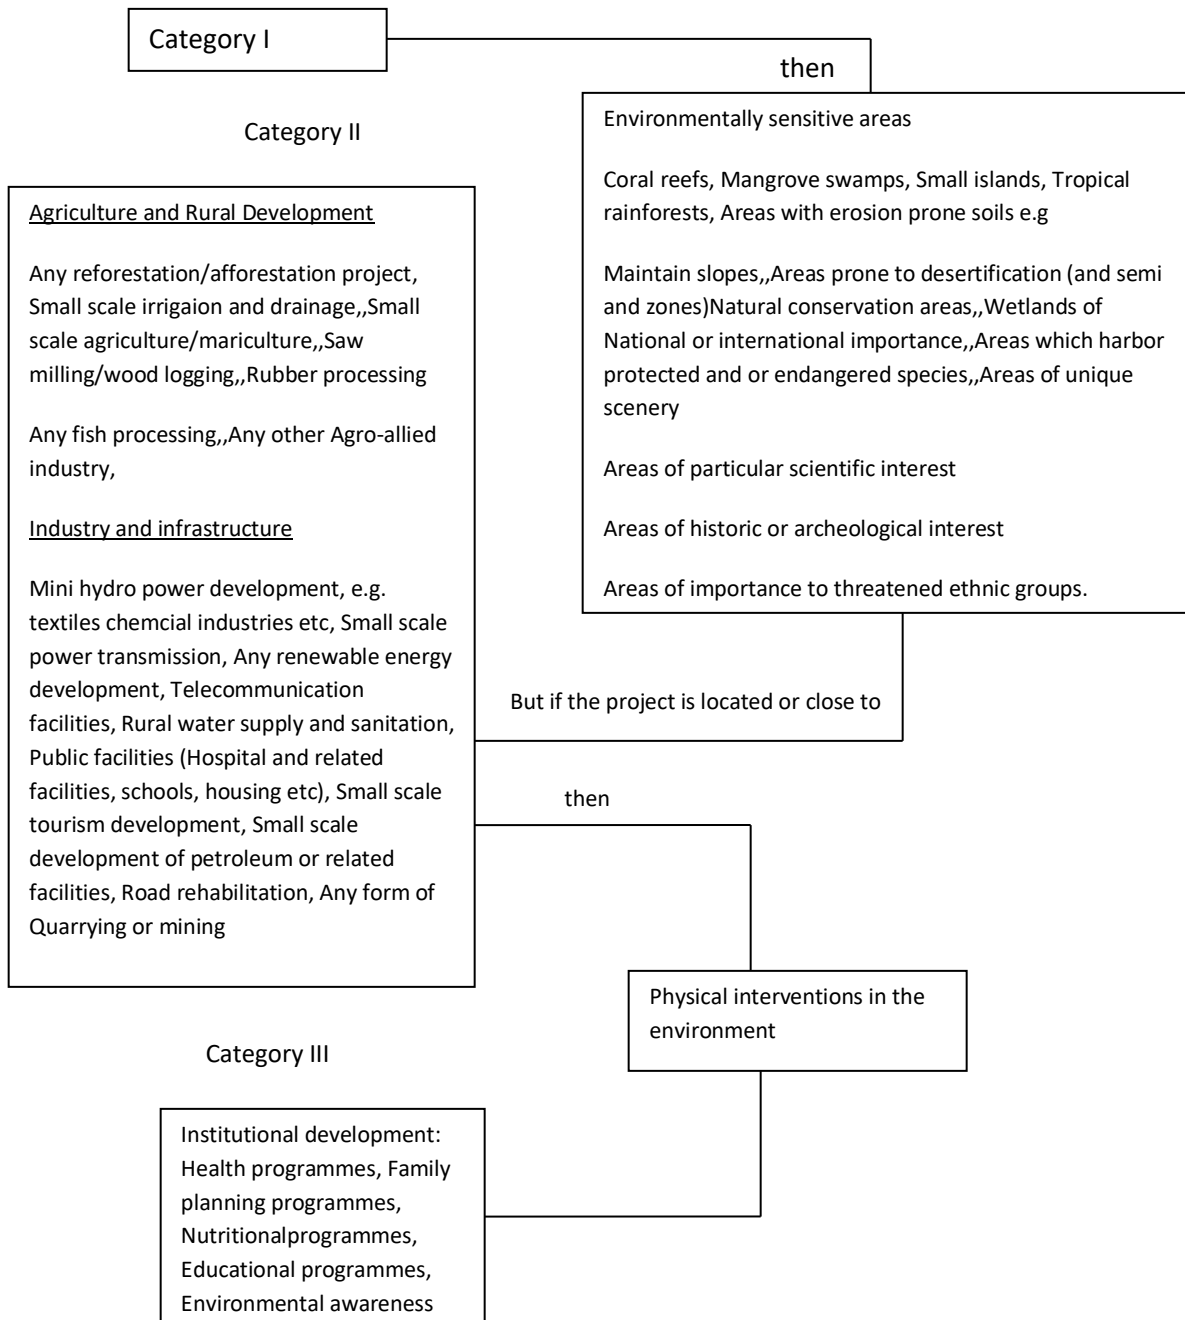 Category I
then
Environmentally sensitive areas
Coral reefs, Mangrove swamps, Small islands, Tropical
rainforests, Areas with erosion prone soils e.g
Maintain slopes,,Areas prone to desertification (and semi
and zones)Natural conservation areas,,Wetlands of
National or international importance,,Areas which harbor
protected and or endangered species,,Areas of unique
scenery
Areas of particular scientific interest
Areas of historic or archeological interest
Areas of importance to threatened ethnic groups.
Category II
Agriculture and Rural Development
Any reforestation/afforestation project,
Small scale irrigaion and drainage,,Small
scale agriculture/mariculture,,Saw
milling/wood logging,,Rubber processing
Any fish processing,,Any other Agro-allied
industry,
Industry and infrastructure
Mini hydro power development, e.g.
textiles chemcial industries etc, Small scale
power transmission, Any renewable energy
development, Telecommunication
facilities, Rural water supply and sanitation,
Public facilities (Hospital and related
facilities, schools, housing etc), Small scale
tourism development, Small scale
development of petroleum or related
facilities, Road rehabilitation, Any form of
Quarrying or mining
But if the project is located or close to
then
Physical interventions in the
environment
Category III
Institutional development:
Health programmes, Family
planning programmes,
Nutritionalprogrammes,
Educational programmes,
Environmental awareness